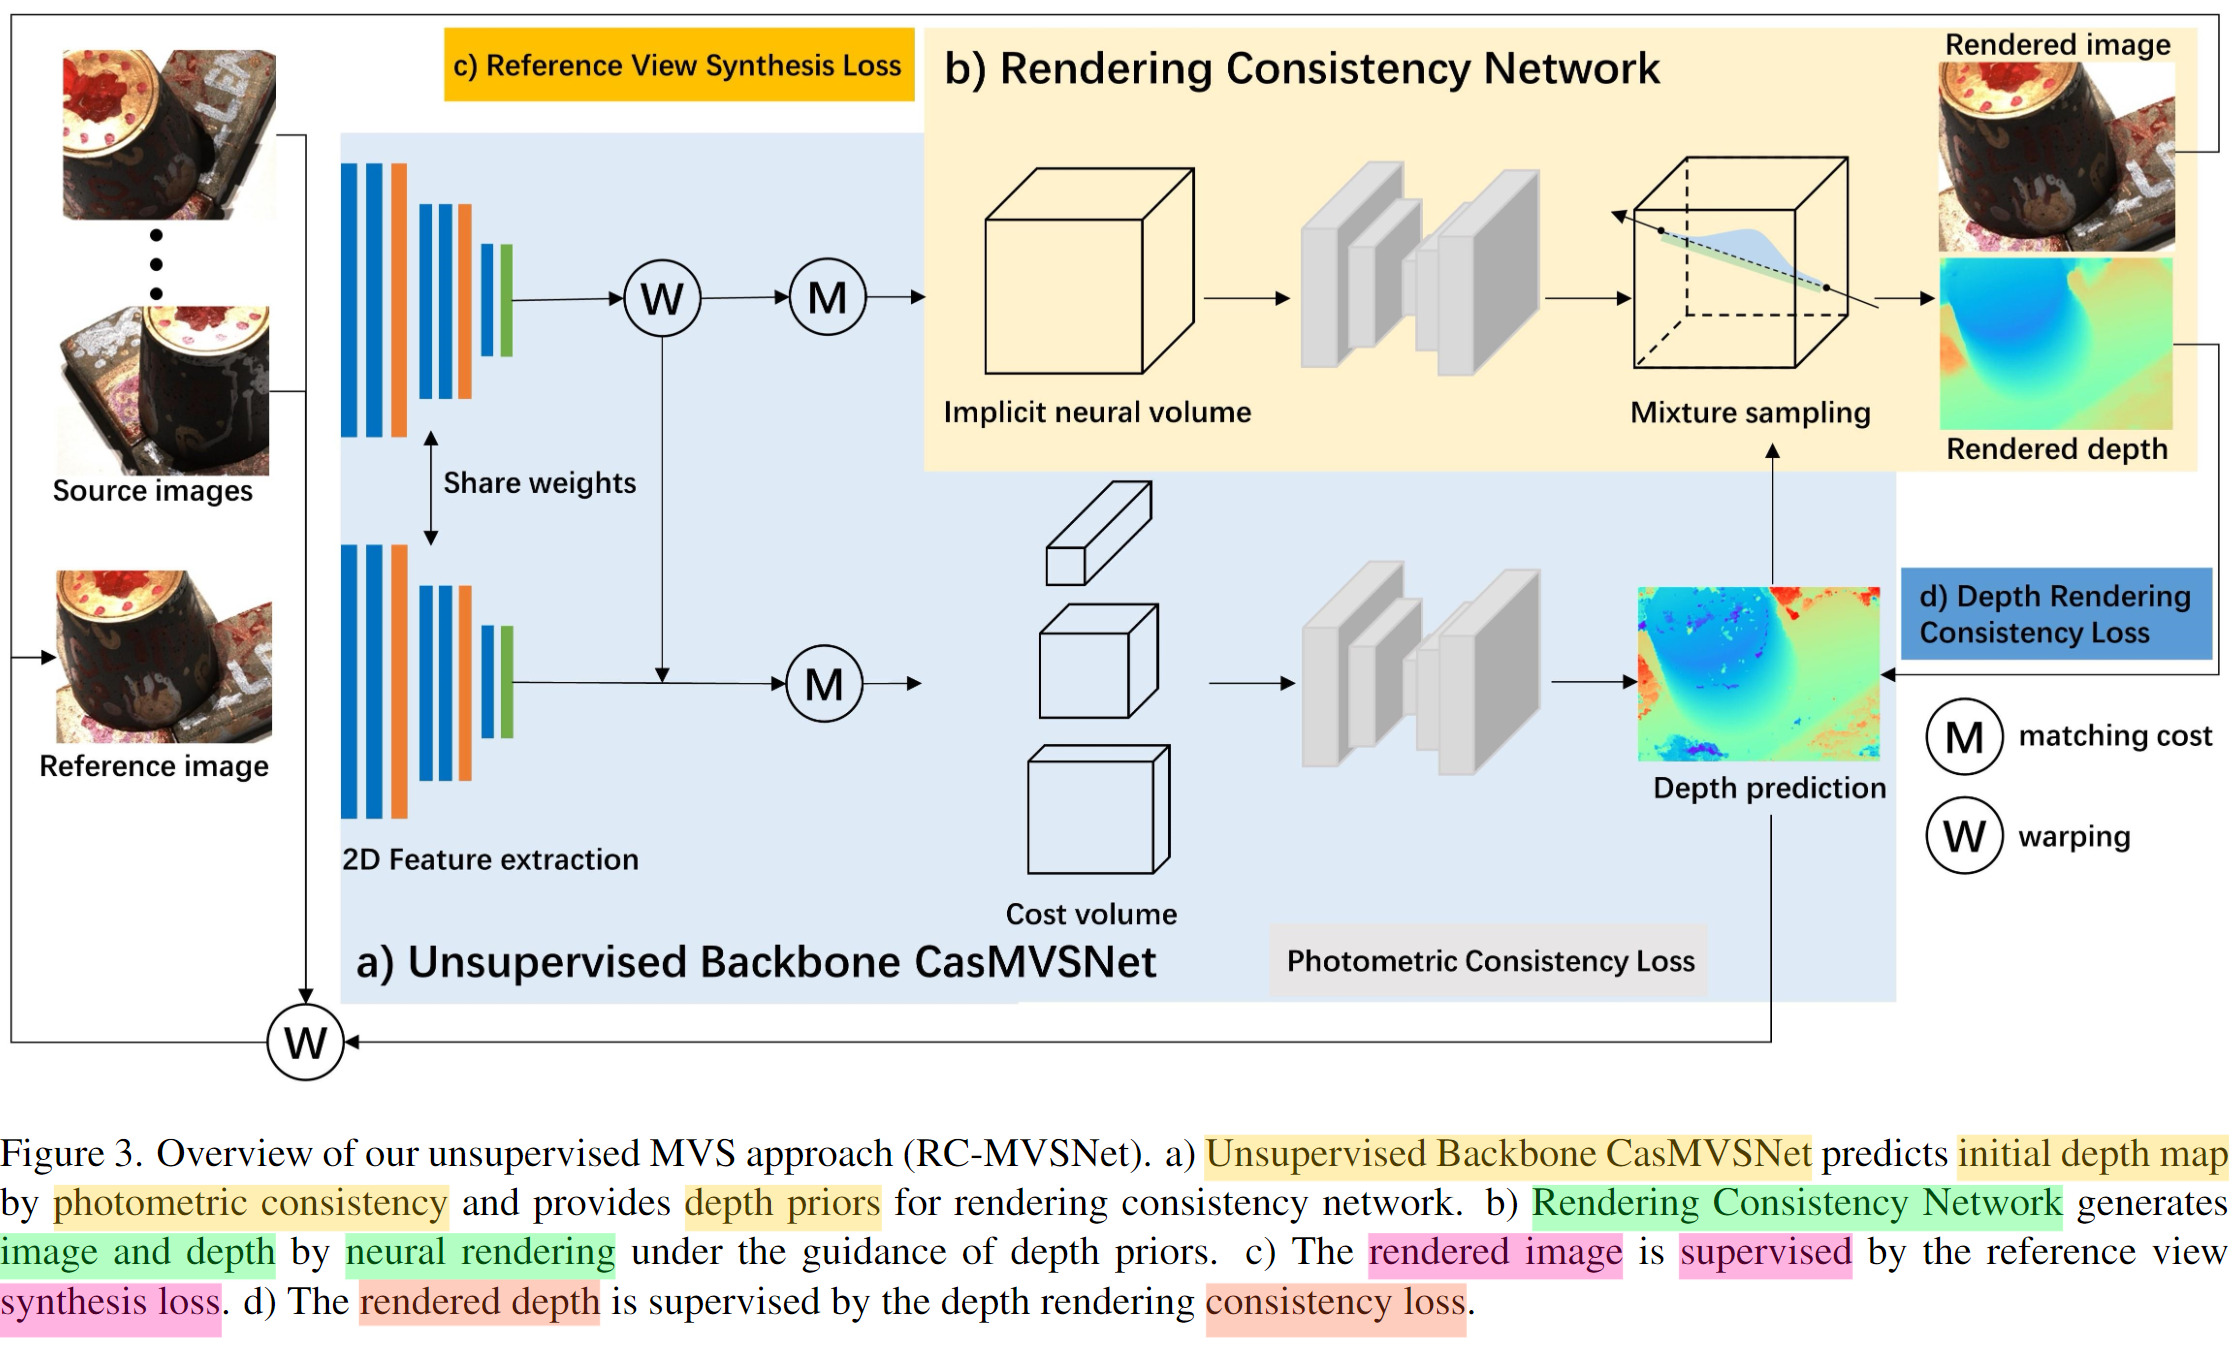 c) Reference View Synthesis Loss
b) Rendering Consistency Network
Rendered image
Implicit neural volume
Mixture sampling
Rendered depth
Source images
Share weights
Reference image
2D Feature extraction
Cost volume
a) Unsupervised Backbone CasMVSNet
Photometric Consistency Loss
Depth prediction
d) Depth Rendering
Consistency Loss
W
M
M
W
M matching cost
W warping
Figure 3. Overview of our unsupervised MVS approach (RC-MVSNet). a) Unsupervised Backbone CasMVSNet predicts initial depth map
by photometric consistency and provides depth priors for rendering consistency network. b) Rendering Consistency Network generates
image and depth by neural rendering under the guidance of depth priors. c) The rendered image is supervised by the reference view
synthesis loss. d) The rendered depth is supervised by the depth rendering consistency loss.